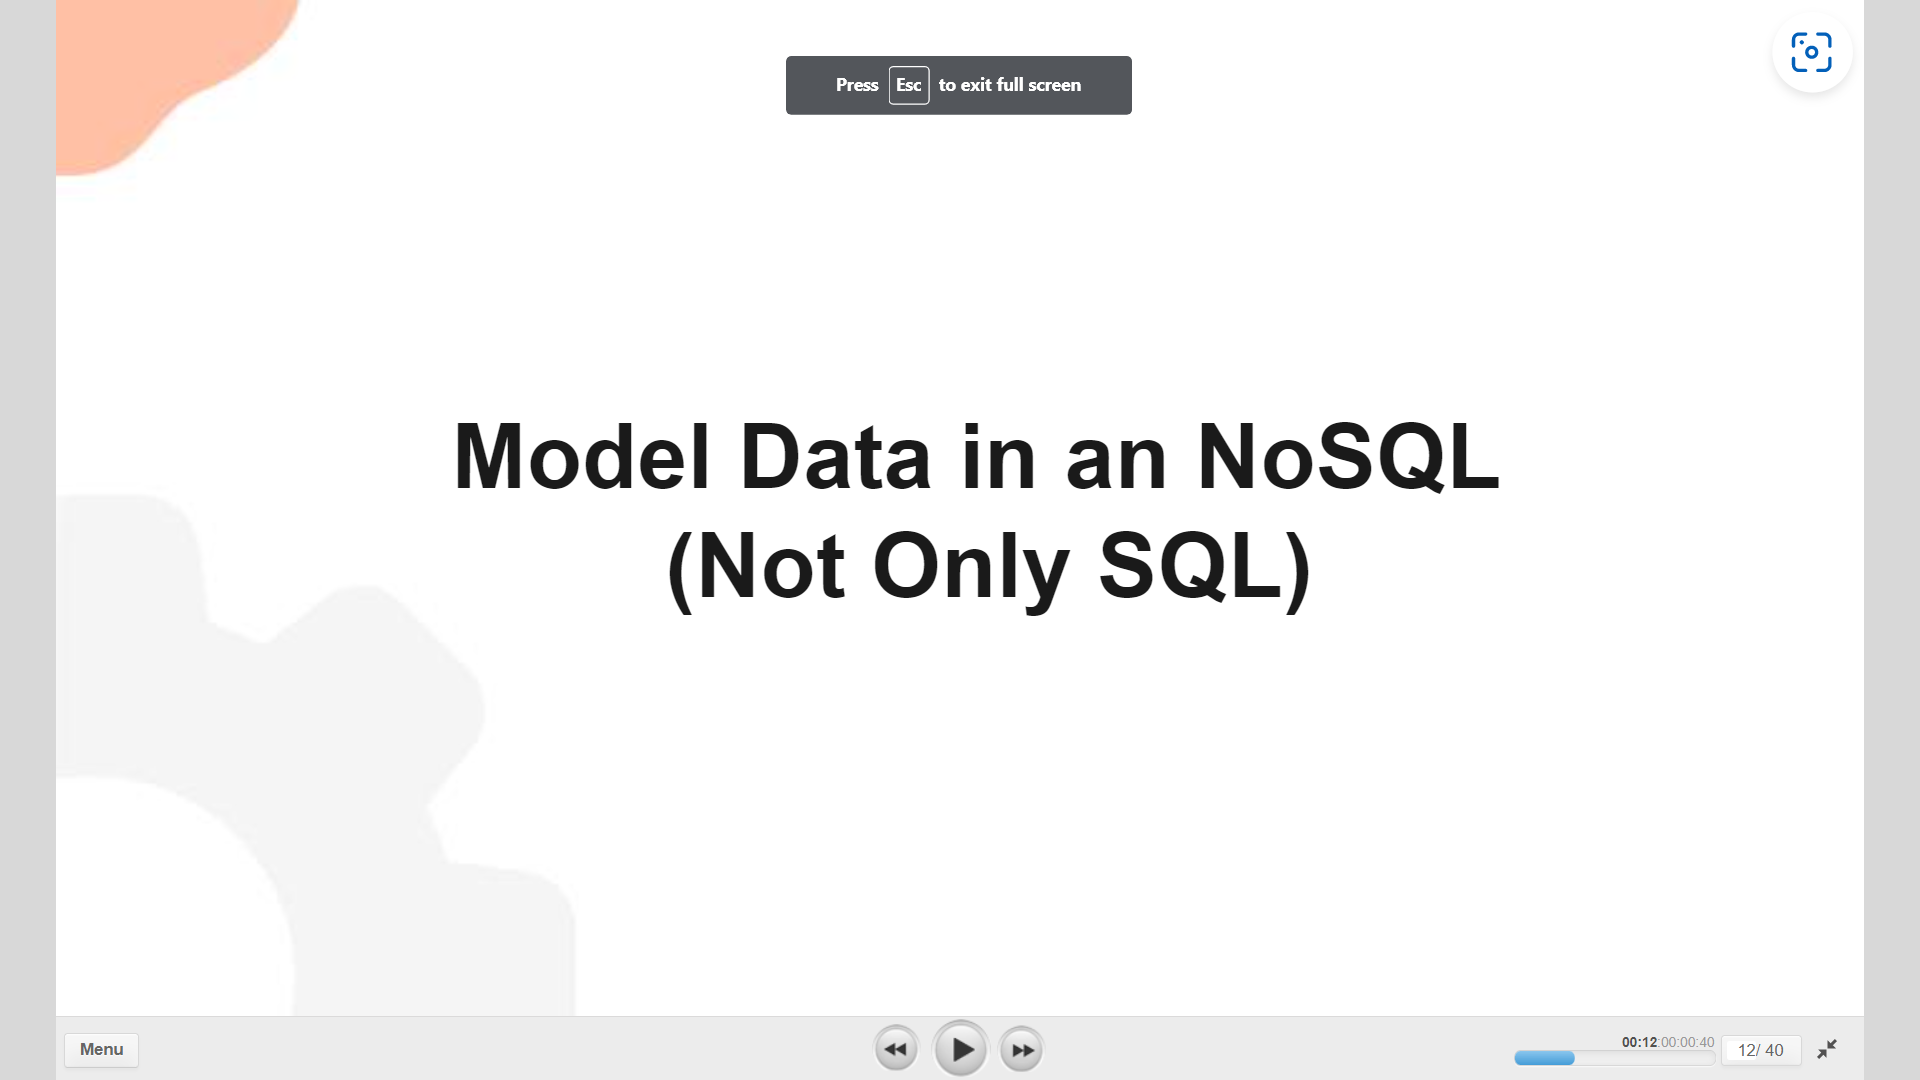 Press Esc to exit full screen
Model Data in an NoSQL
(Not Only SQL)
Menu
00:12:00:00:40
12/ 40